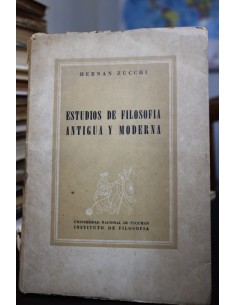 HERNAN ZUCCHI
ESTUDIOS DE FILOSOFIA
ANTIGUA Y MODERNA
UNIVERSIDAD NACIONAL DE TUCUMAN
INSTITUTO DE FILOSOFIA